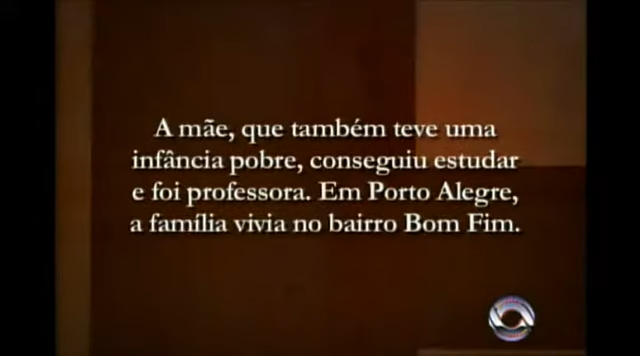 A mãe, que também teve uma
infância pobre, conseguiu estudar
e foi professora. Em Porto Alegre,
a família vivia no bairro Bom Fim.